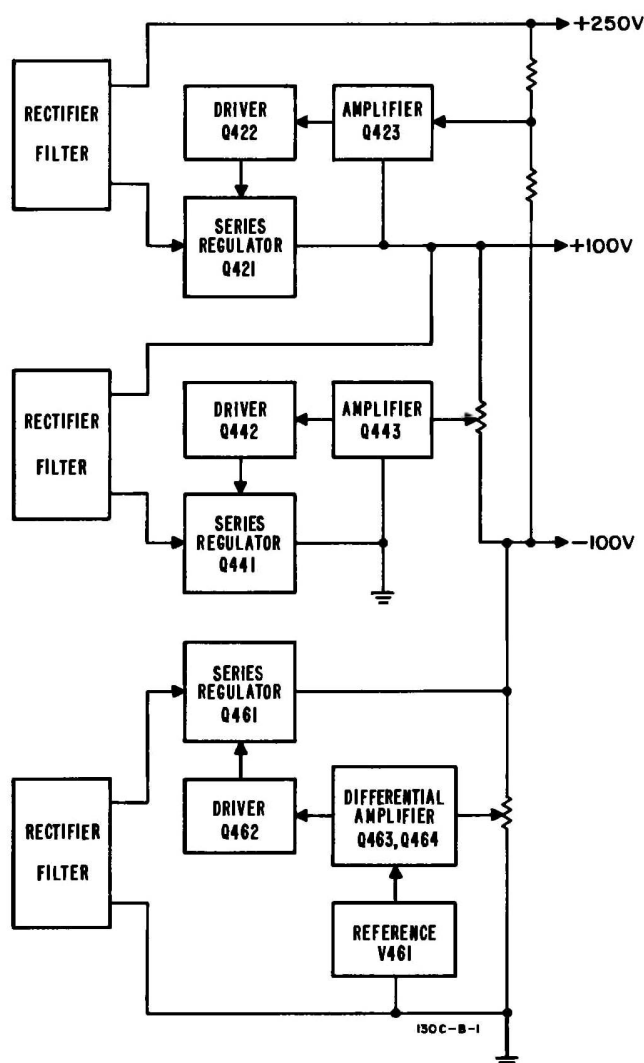 +250V
RECTIFIER
FILTER
DRIVER
Q422
AMPLIFIER
Q423
SERIES
REGULATOR
Q421
+100V
RECTIFIER
FILTER
DRIVER
Q442
AMPLIFIER
Q443
SERIES
REGULATOR
Q441
-100V
SERIES
REGULATOR
Q461
RECTIFIER
FILTER
DRIVER
Q462
DIFFERENTIAL
AMPLIFIER
Q463,Q464
REFERENCE
V461
130C-B-1